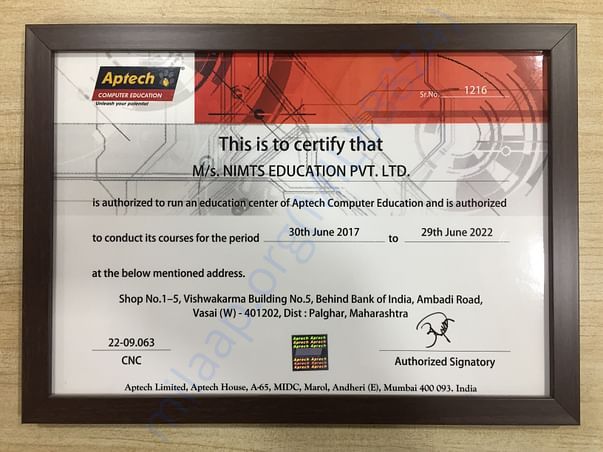 Aptech
COMPUTER EDUCATION
Unleash your potential
Sr.No. 1216
This is to certify that
M/s. NIMTS EDUCATION PVT. LTD.
is authorized to run an education center of Aptech Computer Education and is authorized
to conduct its courses for the period 30th June 2017 to 29th June 2022
at the below mentioned address.
Shop No.1-5, Vishwakarma Building No.5, Behind Bank of India, Ambadi Road,
Vasai (W) - 401202, Dist : Palghar, Maharashtra
22-09.063
CNC
Authorized Signatory
Aptech Limited, Aptech House, A-65, MIDC, Marol, Andheri (E), Mumbai 400 093. India